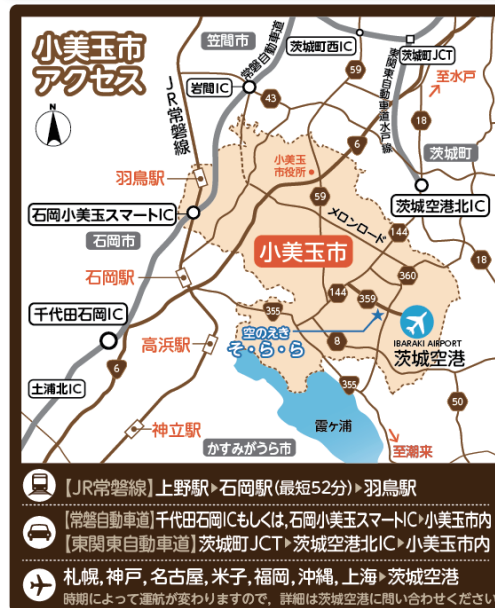 小美玉市
アクセス
N
笠間市
常磐自動車道
茨城町西IC
茨城町JCT
東関東自動車道水戸線
至水戸
JR常磐線
岩間IC
59
43
6
18
茨城町
小美玉
市役所
羽鳥駅
59
茨城空港北IC
石岡小美玉スマートIC
メロンロード
144
石岡市
小美玉市
18
石岡駅
360
144
359
355
千代田石岡IC
空のえき
そ・ら・ら
IBARAKI AIRPORT
茨城空港
高浜駅
8
6
355
土浦北IC
50
霞ヶ浦
神立駅
かすみがうら市
至潮来
【JR常磐線】上野駅▶石岡駅(最短52分)▶羽鳥駅
【常磐自動車道】千代田石岡ICもしくは,石岡小美玉スマートIC▶小美玉市内
【東関東自動車道】茨城町JCT▶茨城空港北IC▶小美玉市内
札幌,神戸,名古屋,米子,福岡,沖縄,上海▶茨城空港
時期によって運航が変わりますので,詳細は茨城空港に問い合わせください